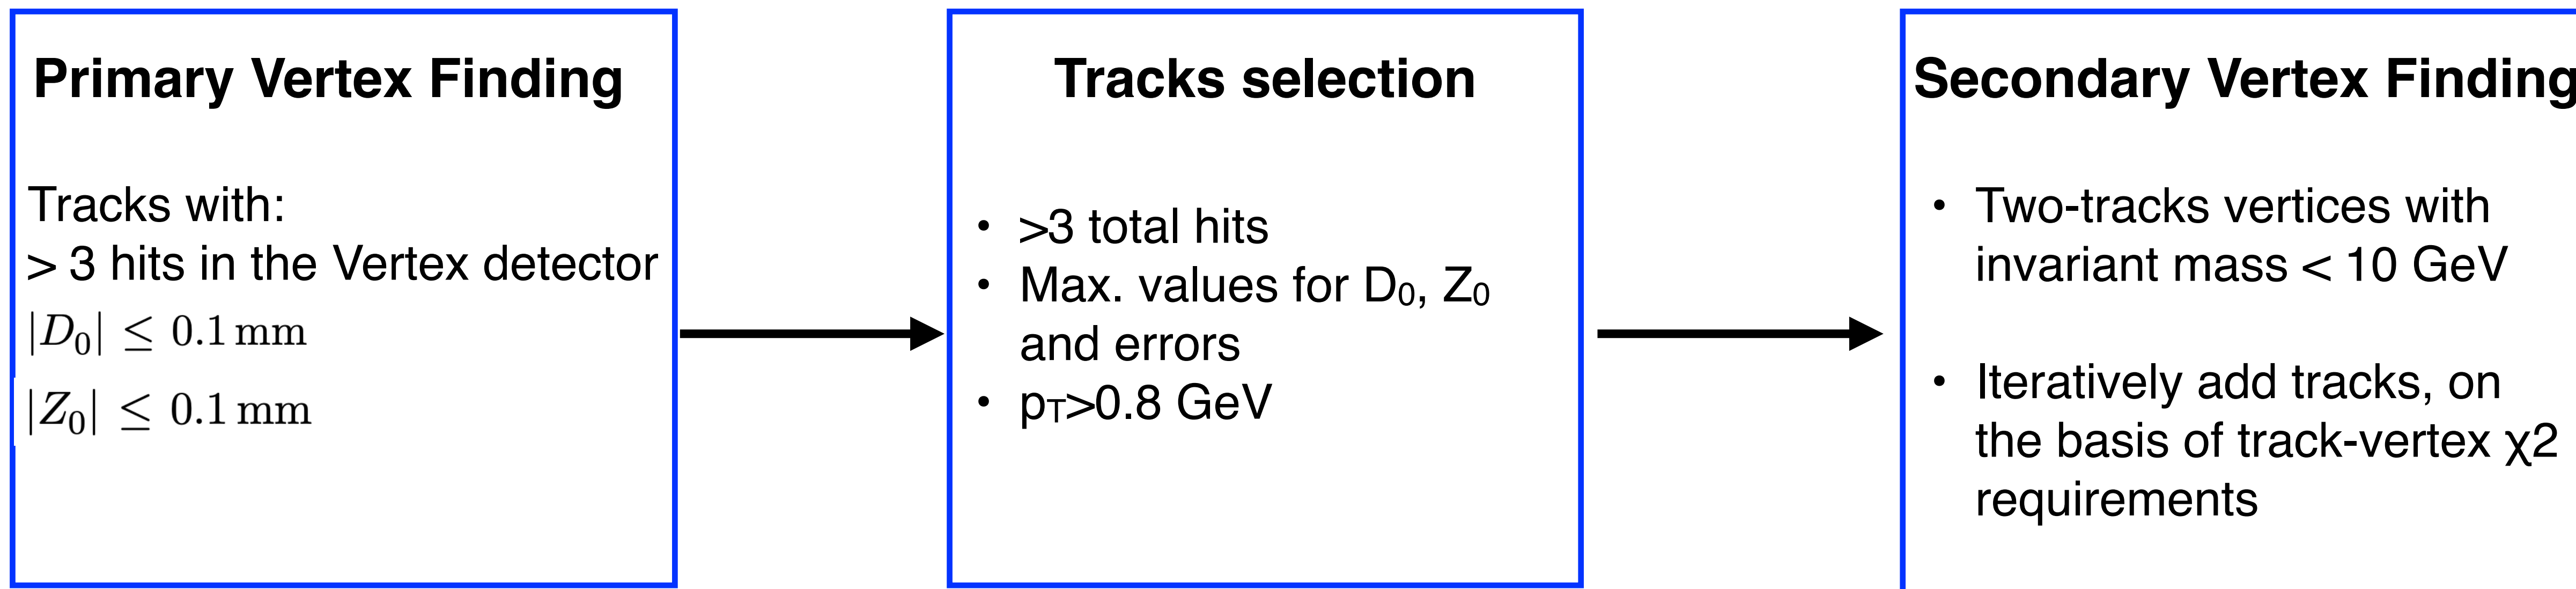 Primary Vertex Finding
Tracks with:
> 3 hits in the Vertex detector
|D₀| ≤ 0.1 mm
|Z₀| ≤ 0.1 mm
Tracks selection
• >3 total hits
• Max. values for D₀, Z₀
and errors
• pT>0.8 GeV
Secondary Vertex Finding
• Two-tracks vertices with
invariant mass < 10 GeV
• Iteratively add tracks, on
the basis of track-vertex χ2
requirements